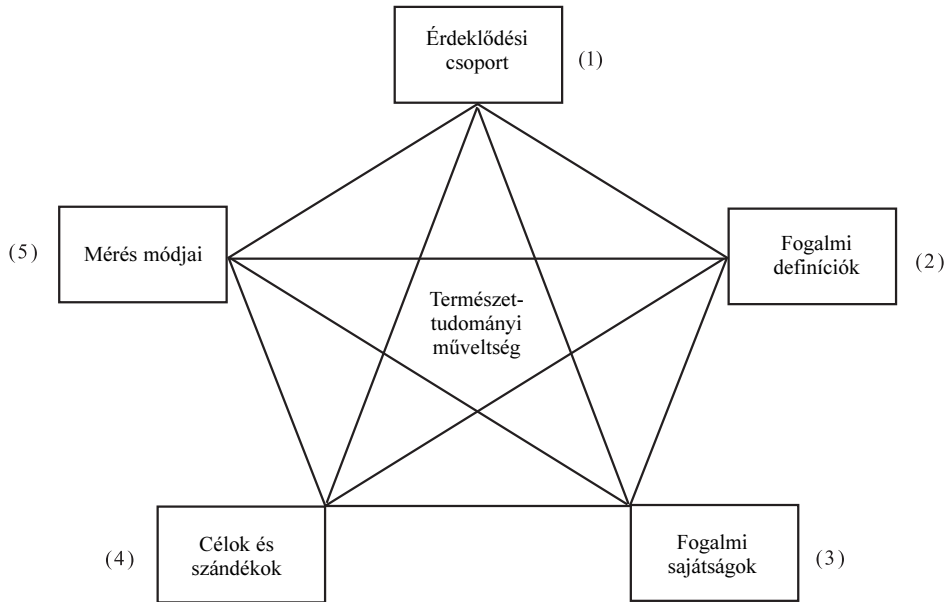 Érdeklődési
csoport
(1)
(5)
Mérés módjai
Fogalmi
definíciók
(2)
Természet-
tudományi
műveltség
(4)
Célok és
szándékok
Fogalmi
sajátságok
(3)